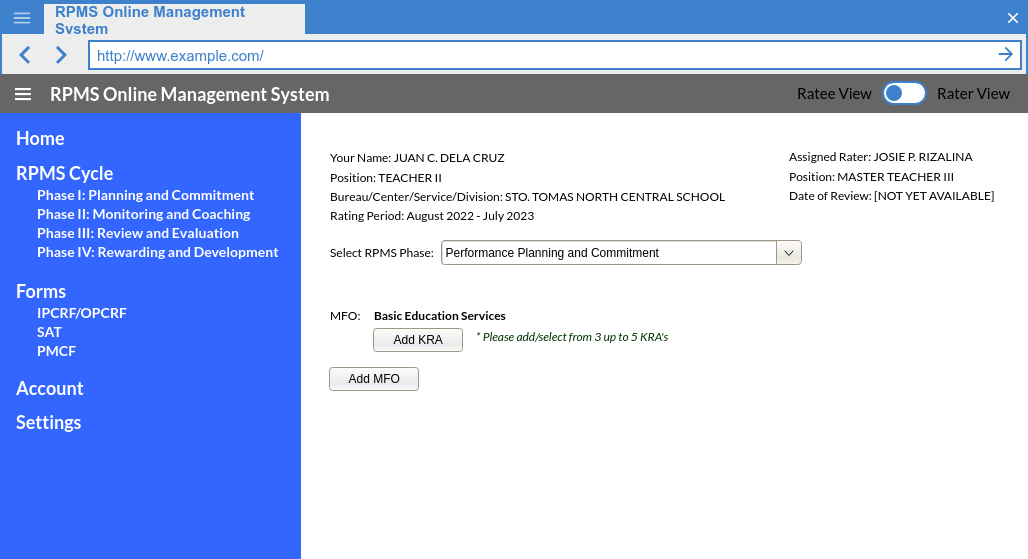 RPMS Online Management
System
http://www.example.com/
RPMS Online Management System
Ratee View
Rater View
Home
RPMS Cycle
Phase I: Planning and Commitment
Phase II: Monitoring and Coaching
Phase III: Review and Evaluation
Phase IV: Rewarding and Development
Forms
IPCRF/OPCRF
SAT
PMCF
Account
Settings
Your Name: JUAN C. DELA CRUZ
Position: TEACHER II
Bureau/Center/Service/Division: STO. TOMAS NORTH CENTRAL SCHOOL
Rating Period: August 2022 - July 2023
Assigned Rater: JOSIE P. RIZALINA
Position: MASTER TEACHER III
Date of Review: [NOT YET AVAILABLE]
Select RPMS Phase: Performance Planning and Commitment
MFO: Basic Education Services
Add KRA * Please add/select from 3 up to 5 KRA's
Add MFO